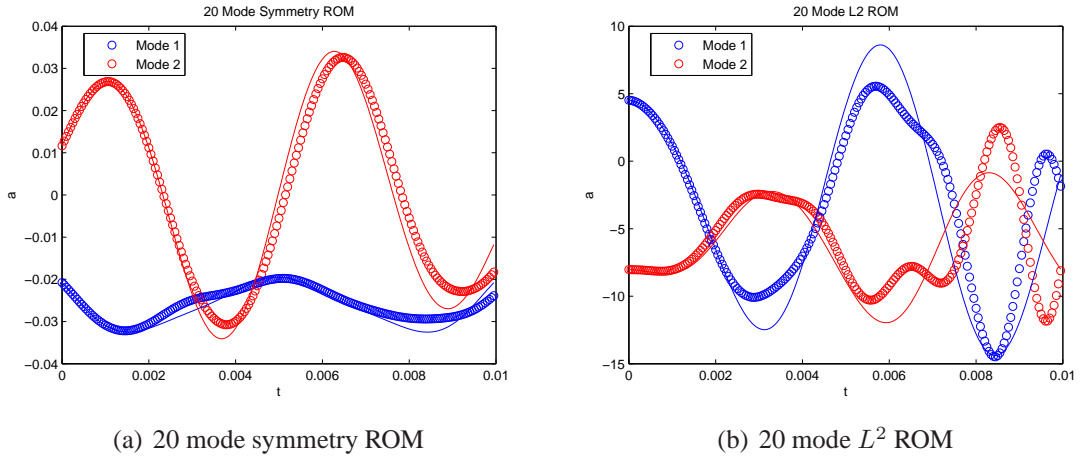 20 Mode Symmetry ROM
0.04
0.03
0.02
0.01
0
−0.01
−0.02
−0.03
−0.04
a
Mode 1
Mode 2
0 0.002 0.004 0.006 0.008 0.01
t
(a) 20 mode symmetry ROM
20 Mode L2 ROM
10
5
0
−5
−10
−15
a
Mode 1
Mode 2
0 0.002 0.004 0.006 0.008 0.01
t
(b) 20 mode L² ROM